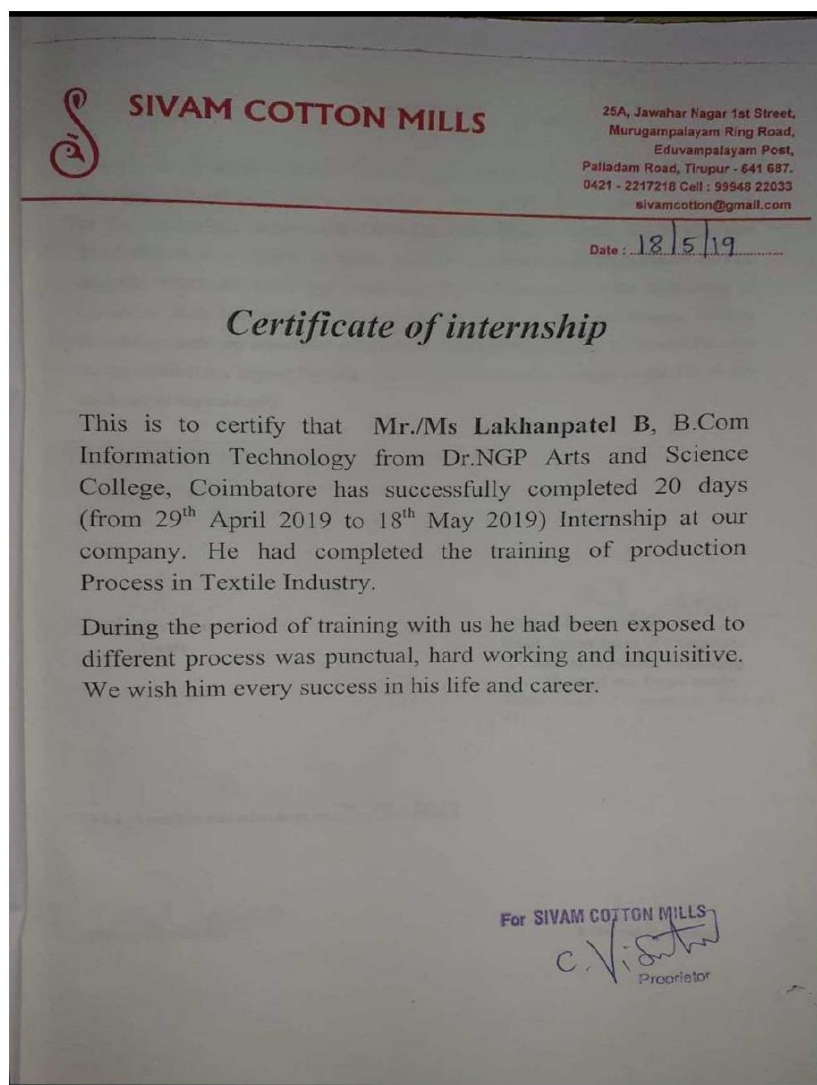 SIVAM COTTON MILLS
25A, Jawahar Nagar 1st Street,
Murugampalayam Ring Road,
Eduvampalayam Post,
Palladam Road, Tirupur - 641 687.
0421 - 2217218 Cell : 99948 22033
sivamcotton@gmail.com
Date : 18/5/19
Certificate of internship
This is to certify that Mr./Ms Lakhanpatel B, B.Com
Information Technology from Dr.NGP Arts and Science
College, Coimbatore has successfully completed 20 days
(from 29th April 2019 to 18th May 2019) Internship at our
company. He had completed the training of production
Process in Textile Industry.
During the period of training with us he had been exposed to
different process was punctual, hard working and inquisitive.
We wish him every success in his life and career.
For SIVAM COTTON MILLS
Proprietor